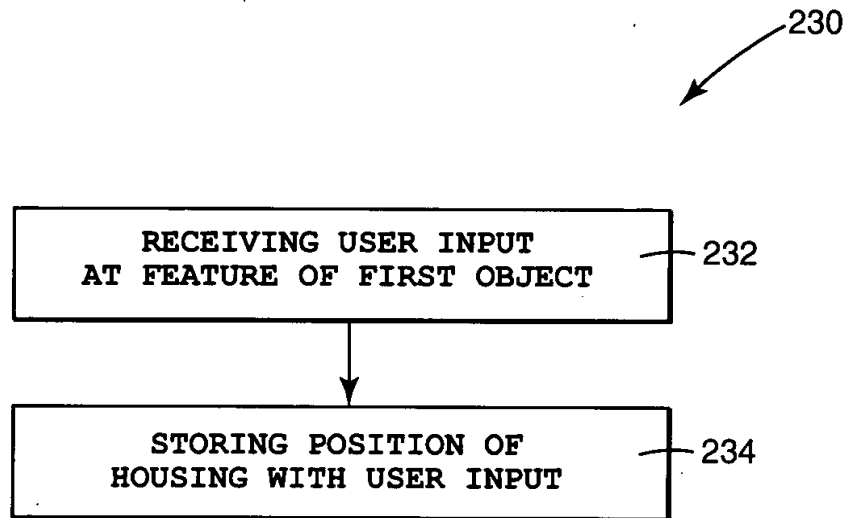 230
RECEIVING USER INPUT
AT FEATURE OF FIRST OBJECT
232
STORING POSITION OF
HOUSING WITH USER INPUT
234